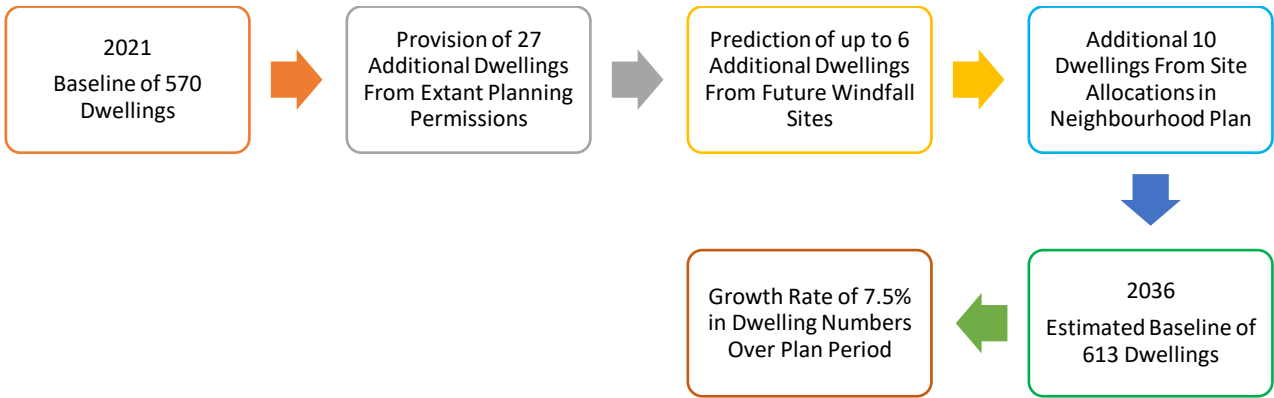 2021
Baseline of 570
Dwellings
Provision of 27
Additional Dwellings
From Extant Planning
Permissions
Prediction of up to 6
Additional Dwellings
From Future Windfall
Sites
Additional 10
Dwellings From Site
Allocations in
Neighbourhood Plan
2036
Estimated Baseline of
613 Dwellings
Growth Rate of 7.5%
in Dwelling Numbers
Over Plan Period